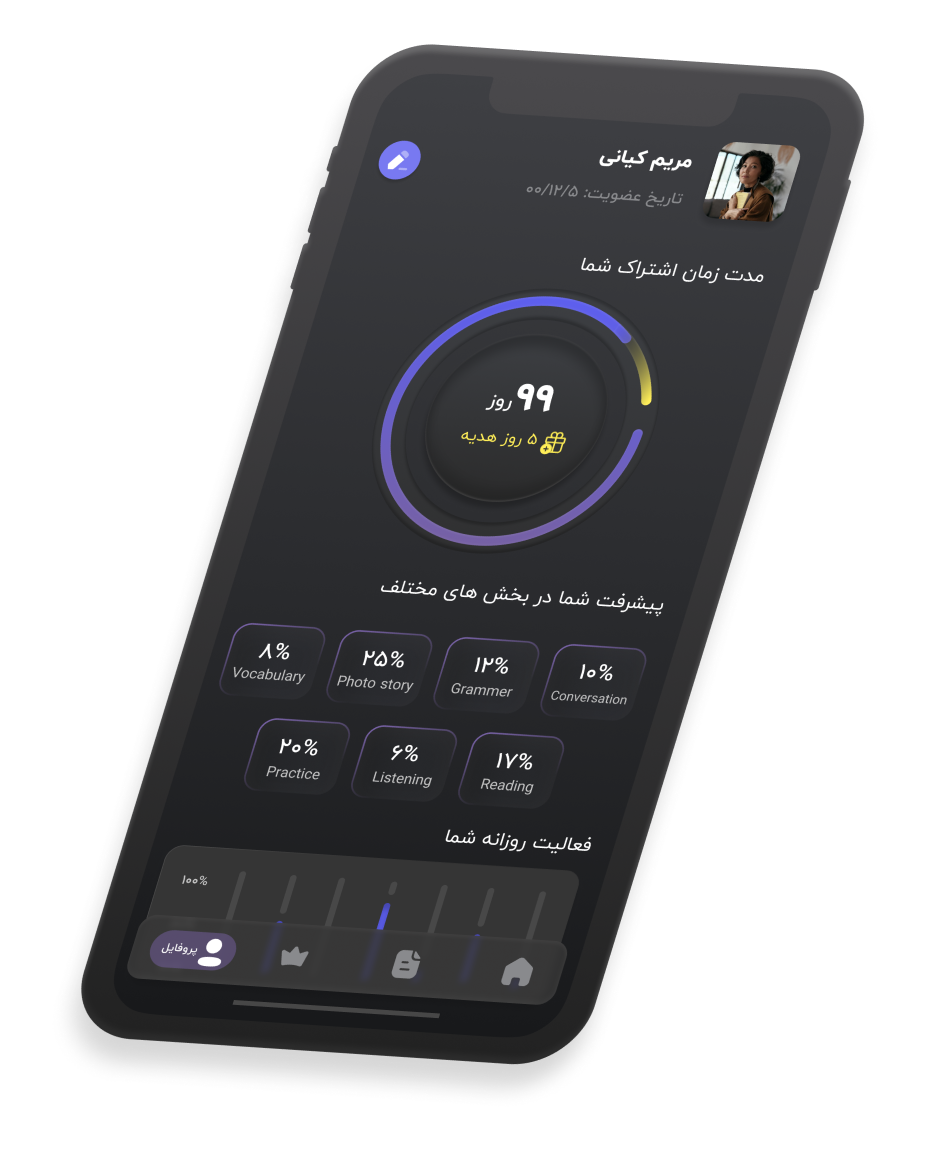 مریم کیانی
تاریخ عضویت: ۰۰/۱۲/۵
مدت زمان اشتراک شما
۹۹ روز
۵ روز هدیه
پیشرفت شما در بخش های مختلف
۱۰%
Conversation
۱۲%
Grammer
۲۵%
Photo story
۸%
Vocabulary
۱۷%
Reading
۶%
Listening
۲۰%
Practice
فعالیت روزانه شما
۱۰۰%
پروفایل